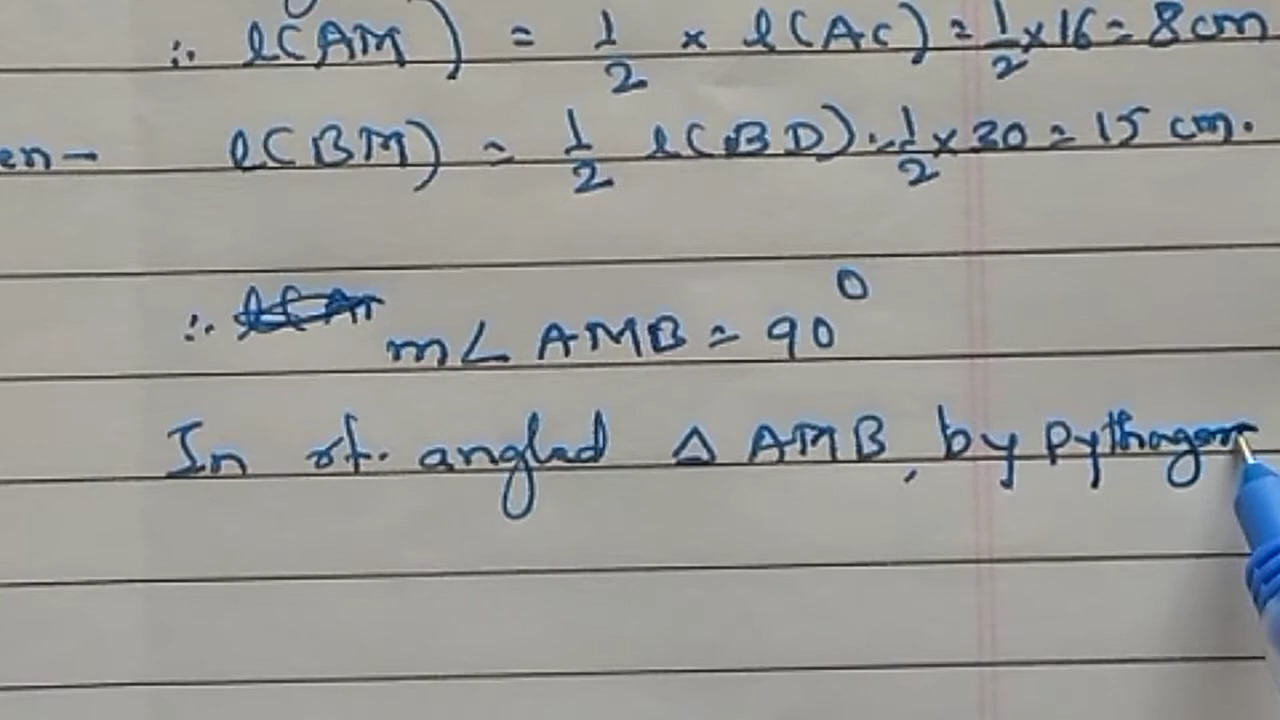 ∴ l(AM) = 1/2 × l(AC) = 1/2 × 16 = 8 cm
en- l(BM) = 1/2 l(BD) = 1/2 × 30 = 15 cm.
∴ m∠AMB = 90°
In rt. angled △ AMB, by Pythagoras